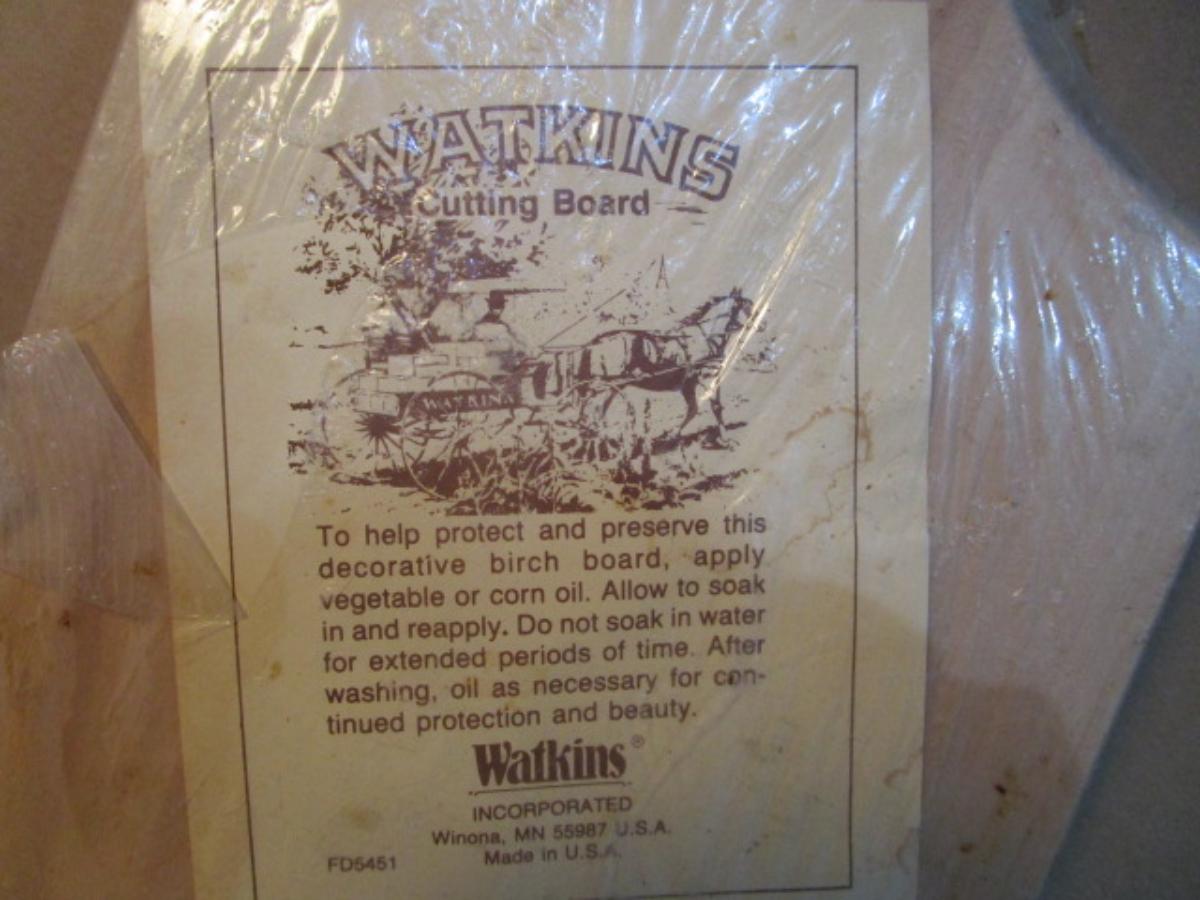 WATKINS
Cutting Board
WATKINS
To help protect and preserve this
decorative birch board, apply
vegetable or corn oil. Allow to soak
in and reapply. Do not soak in water
for extended periods of time. After
washing, oil as necessary for con-
tinued protection and beauty.
Watkins®
INCORPORATED
Winona, MN 55987 U.S.A.
Made in U.S.A.
FD5451